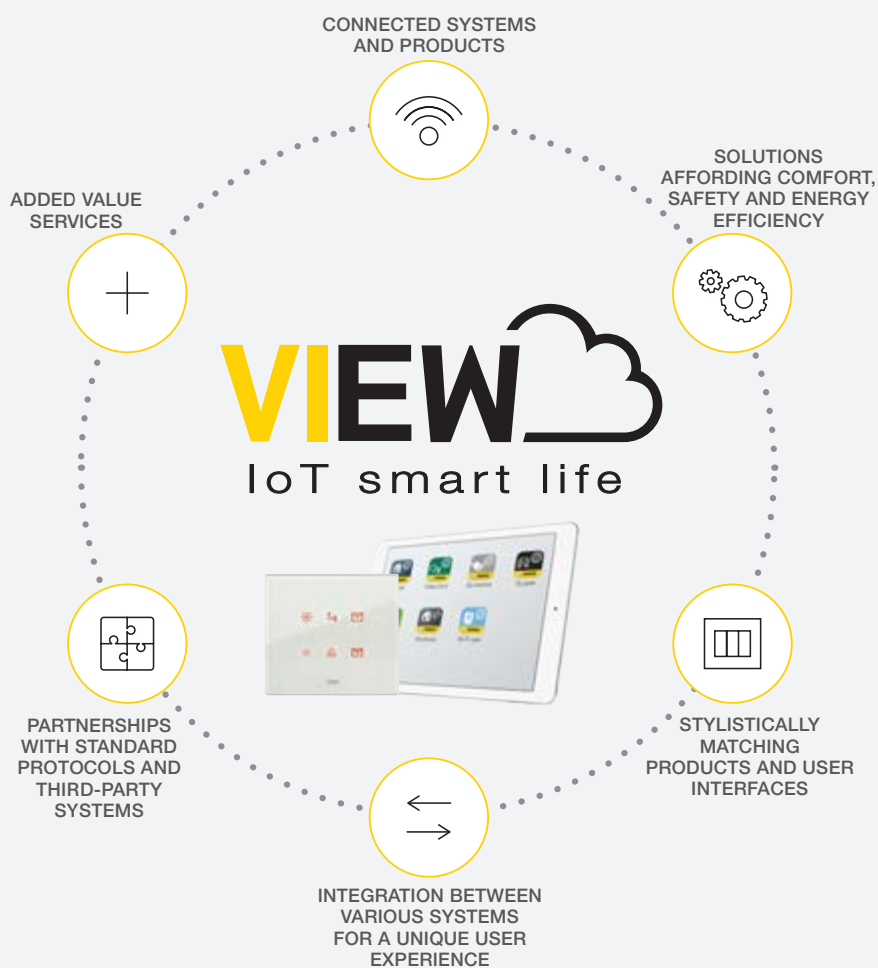 CONNECTED SYSTEMS
AND PRODUCTS
SOLUTIONS
AFFORDING COMFORT,
SAFETY AND ENERGY
EFFICIENCY
ADDED VALUE
SERVICES
VIEW
IoT smart life
PARTNERSHIPS
WITH STANDARD
PROTOCOLS AND
THIRD-PARTY
SYSTEMS
STYLISTICALLY
MATCHING
PRODUCTS AND USER
INTERFACES
INTEGRATION BETWEEN
VARIOUS SYSTEMS
FOR A UNIQUE USER
EXPERIENCE